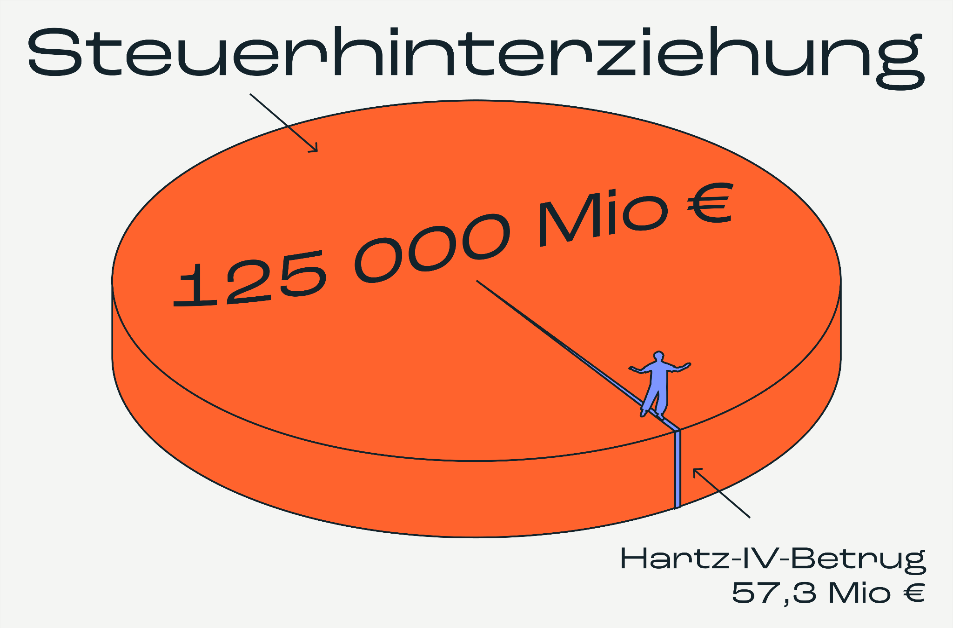 Steuerhinterziehung
125 000 Mio €
Hartz-IV-Betrug
57,3 Mio €